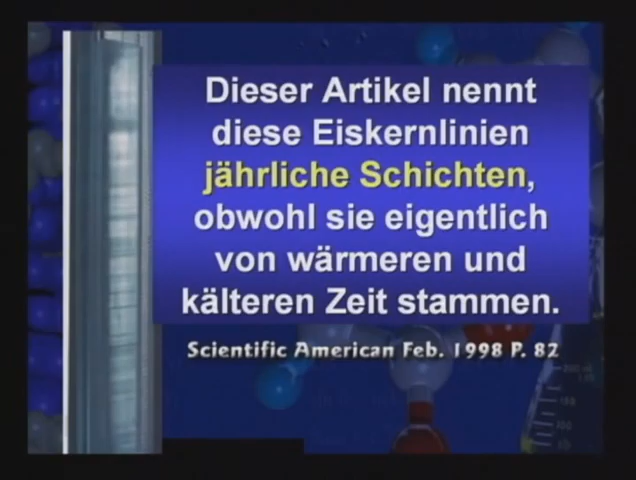 Dieser Artikel nennt
diese Eiskernlinien
jährliche Schichten,
obwohl sie eigentlich
von wärmeren und
kälteren Zeit stammen.
Scientific American Feb. 1998 P. 82